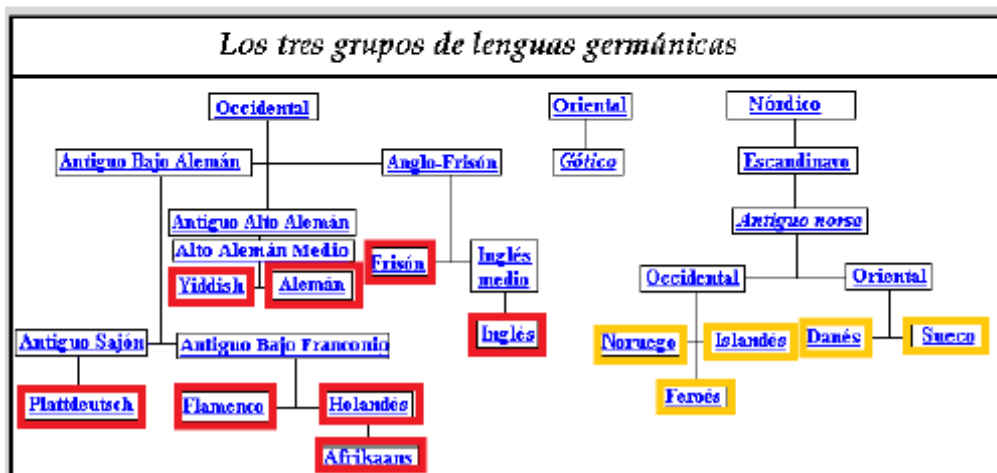 Los tres grupos de lenguas germánicas
Occidental
Oriental
Nórdico
Antiguo Bajo Alemán
Anglo-Frisón
Gótico
Escandinavo
Antiguo Alto Alemán
Antiguo norso
Alto Alemán Medio
Frisón
Inglés
medio
Yiddish
Alemán
Occidental
Oriental
Inglés
Antiguo Sajón
Antiguo Bajo Franconio
Noruego
Islandés
Danés
Sueco
Plattdeutsch
Flamenco
Holandés
Feroés
Afrikaans